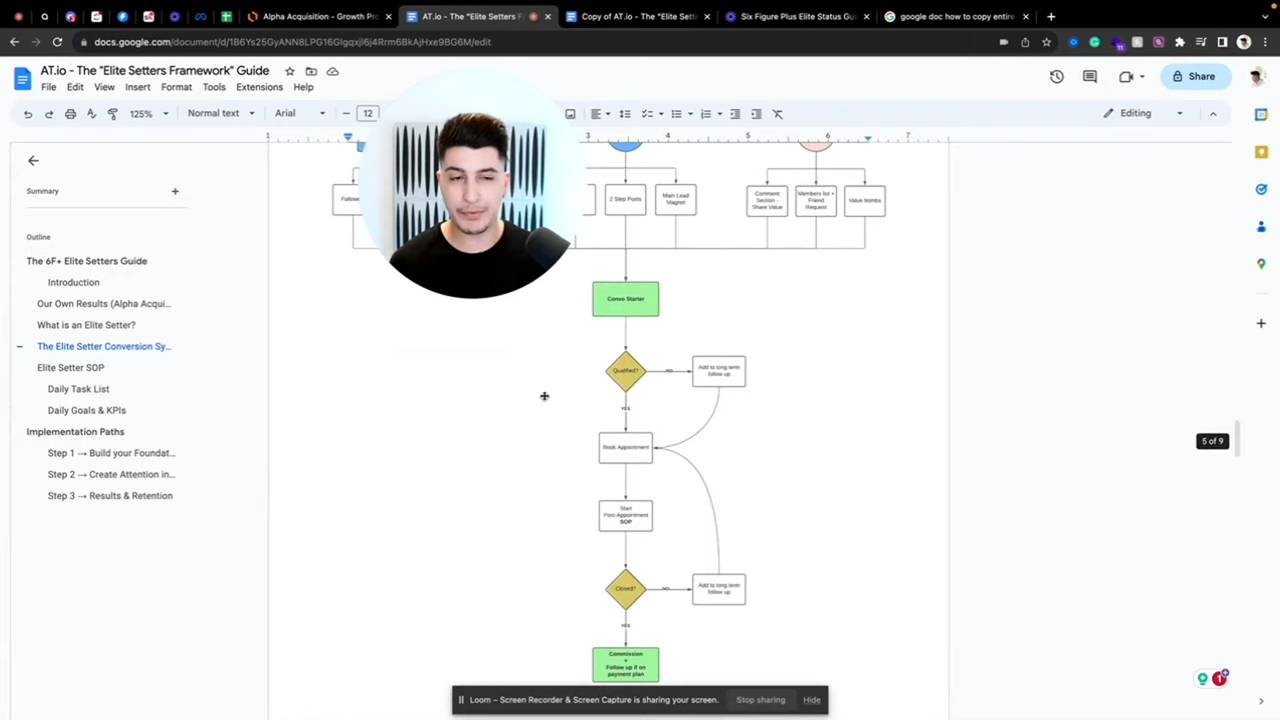 Alpha Acquisition - Growth Pr
AT.io - The "Elite Setters F
Copy of AT.io - The "Elite Sett
Six Figure Plus Elite Status Gu
google doc how to copy entire
docs.google.com/document/d/
/edit
AT.io - The "Elite Setters Framework" Guide
File Edit View Insert Format Tools Extensions Help
Share
125% Normal text Arial 12
Editing
1 3 4 5 6 7
Summary
Outline
The 6F+ Elite Setters Guide
Introduction
Our Own Results (Alpha Acqui...
What is an Elite Setter?
The Elite Setter Conversion Sy...
Elite Setter SOP
Daily Task List
Daily Goals & KPIs
Implementation Paths
Step 1 → Build your Foundat...
Step 2 → Create Attention in...
Step 3 → Results & Retention
Follow
2 Step Posts
Main Lead
Magnet
Comment
Section -
Share Value
Members list +
Friend
Request
Value bombs
Convo Starter
Qualified?
NO
Add to long term
follow up
YES
Book Appointment
Start
Post-Appointment
SOP
Closed?
NO
Add to long term
follow up
YES
Commission
+
Follow up if on
payment plan
5 of 9
Loom – Screen Recorder & Screen Capture is sharing your screen.
Stop sharing
Hide
1